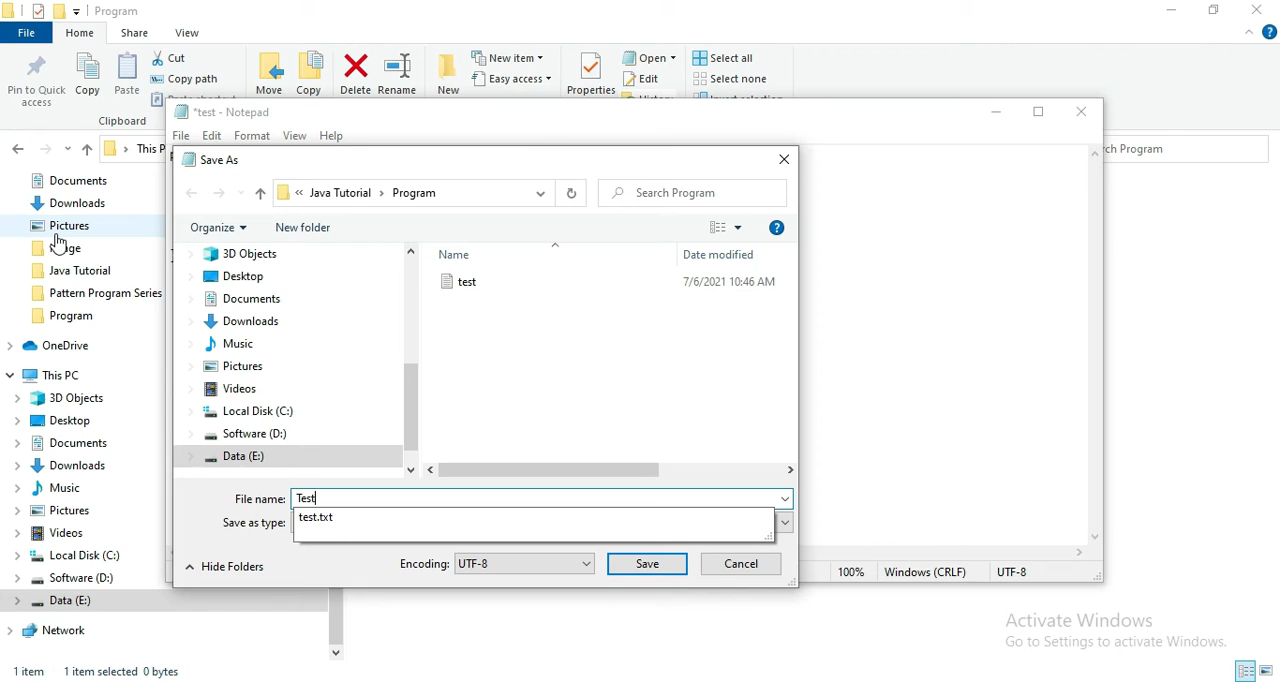 Program
File Home Share View
Pin to Quick access
Copy
Paste
Cut
Copy path
Clipboard
Move
Copy
Delete
Rename
New
New item
Easy access
Properties
Open
Edit
Select all
Select none
This P
rch Program
Documents
Downloads
Pictures
Java Tutorial
Pattern Program Series
Program
OneDrive
This PC
3D Objects
Desktop
Documents
Downloads
Music
Pictures
Videos
Local Disk (C:)
Software (D:)
Data (E:)
Network
1 item 1 item selected 0 bytes
*test - Notepad
File Edit Format View Help
Save As
« Java Tutorial › Program
Search Program
Organize New folder
3D Objects
Desktop
Documents
Downloads
Music
Pictures
Videos
Local Disk (C:)
Software (D:)
Data (E:)
Name Date modified
test 7/6/2021 10:46 AM
File name: Test
test.txt
Save as type:
Hide Folders
Encoding: UTF-8
Save
Cancel
100% Windows (CRLF) UTF-8
Activate Windows
Go to Settings to activate Windows.